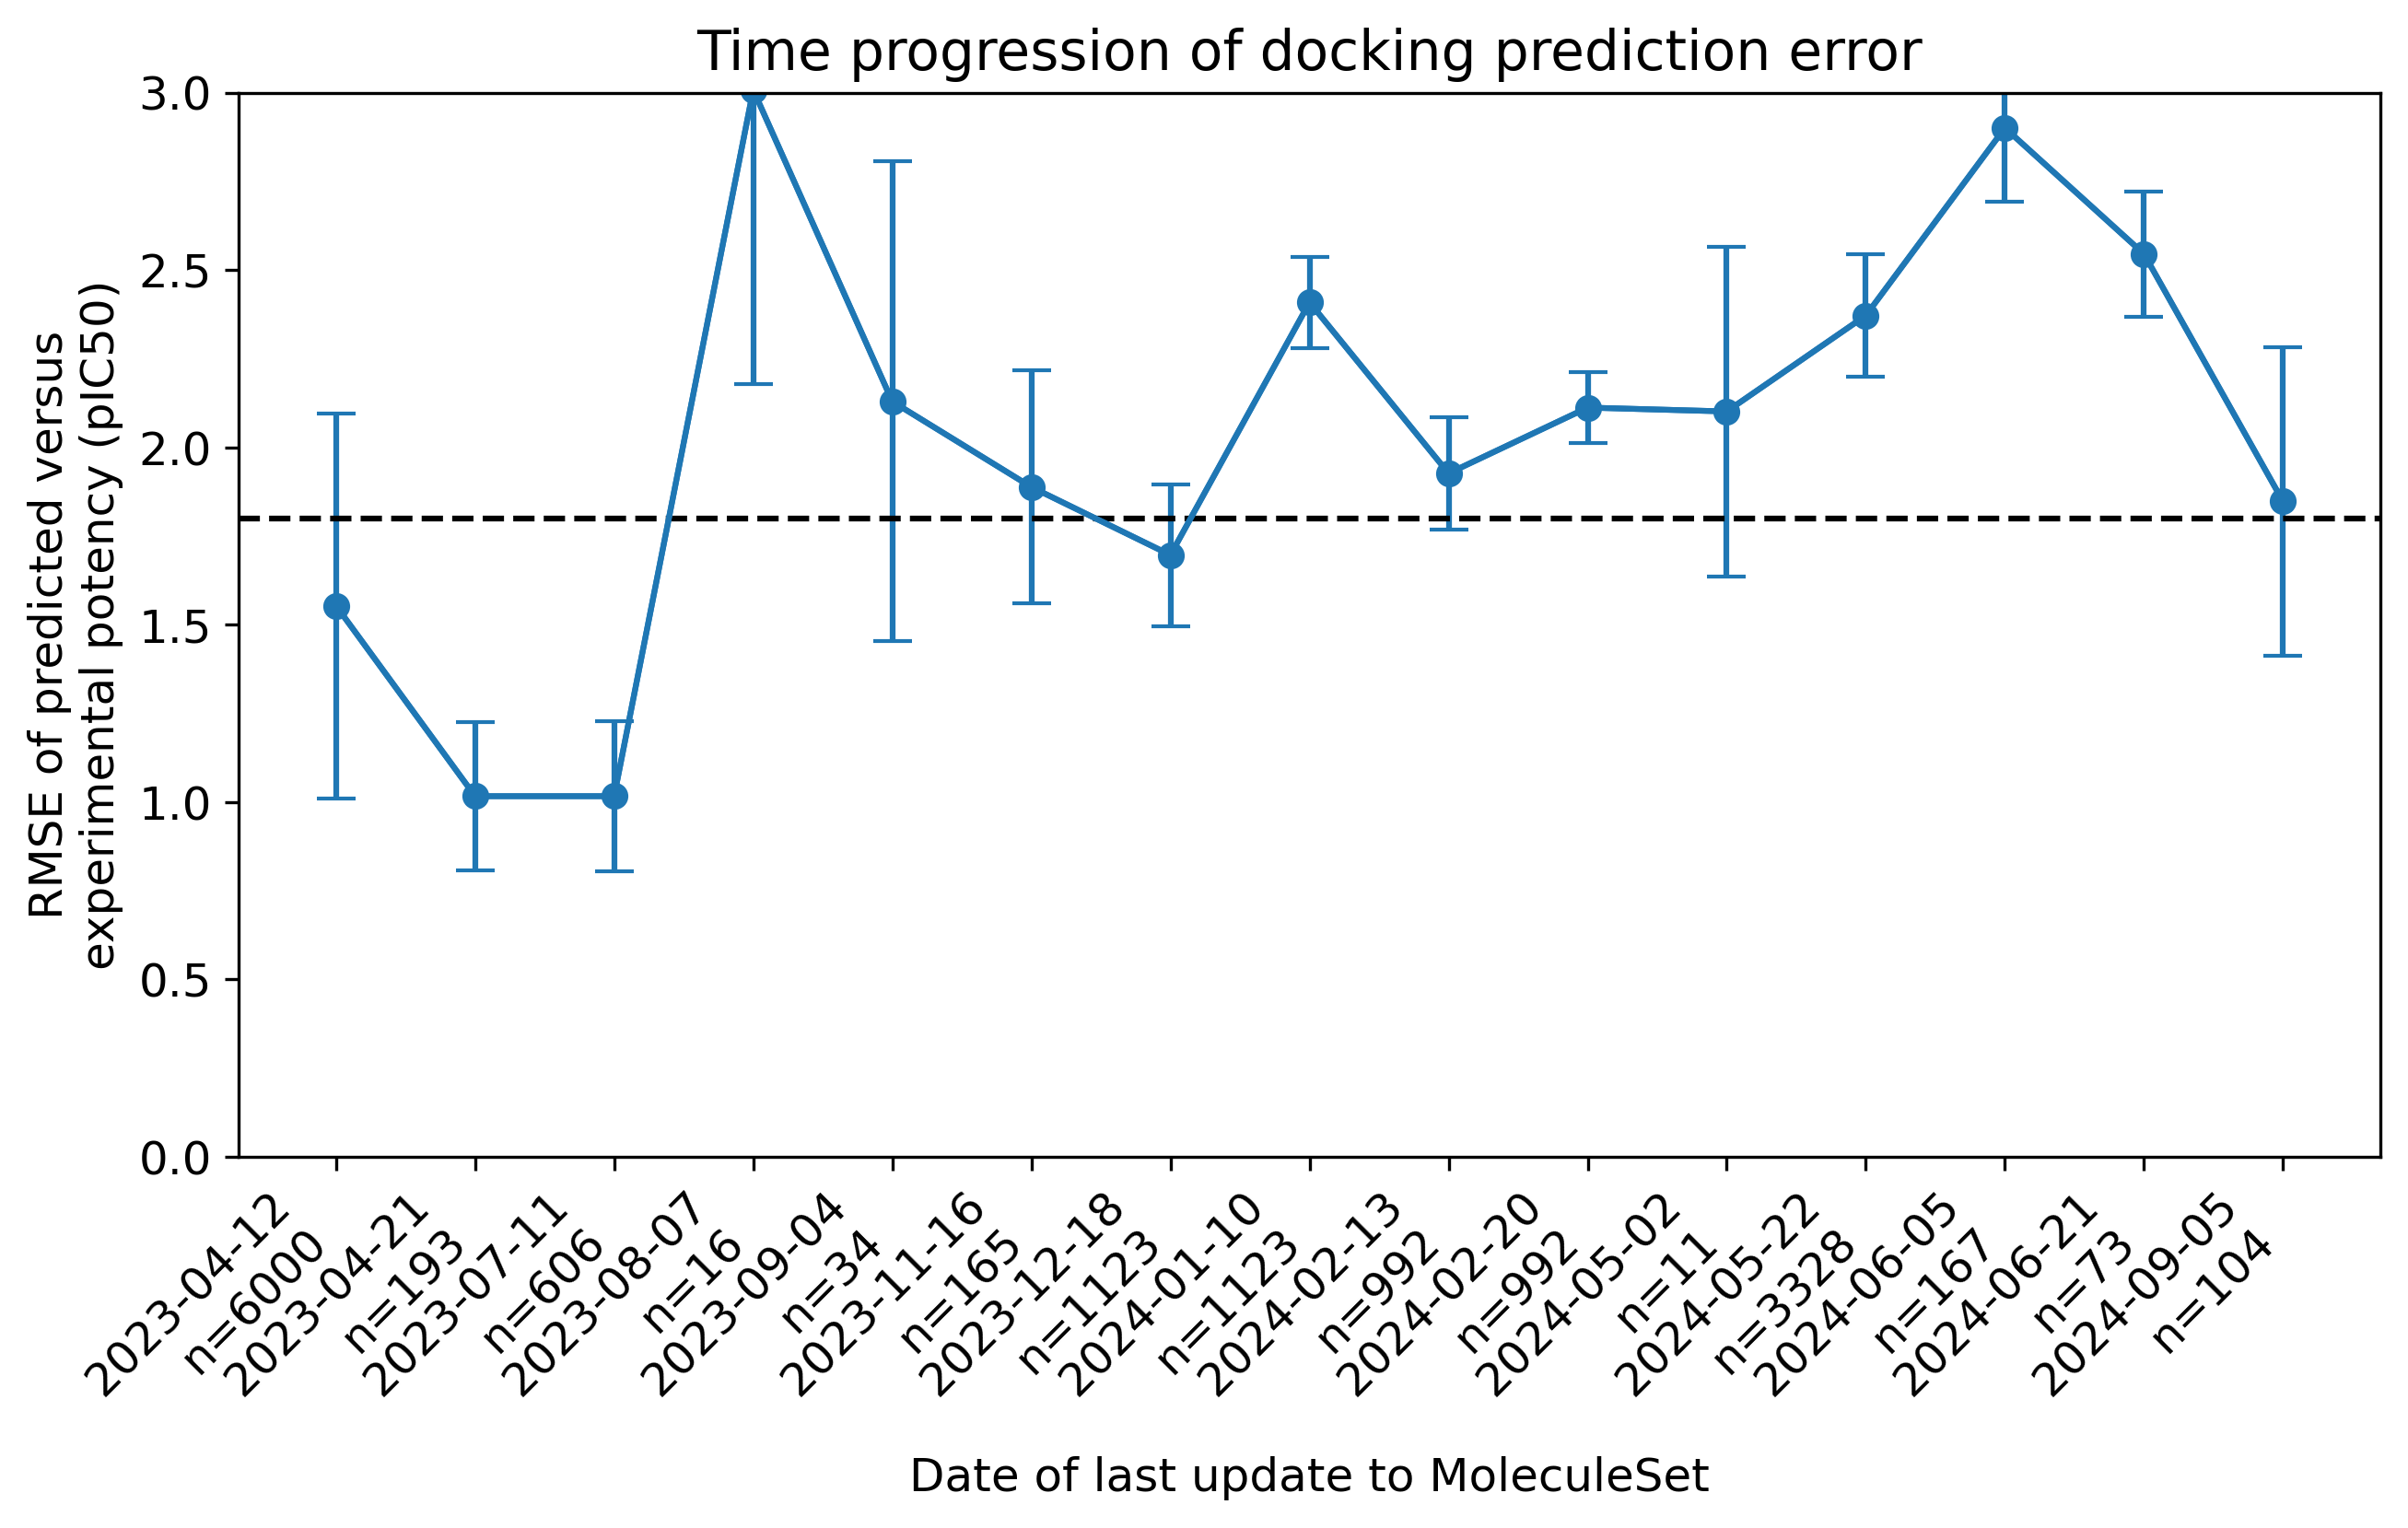 Time progression of docking prediction error
RMSE of predicted versus
experimental potency (pIC50)
3.0
2.5
2.0
1.5
1.0
0.5
0.0
2023-04-12
n=6000
2023-04-21
n=193
2023-07-11
n=606
2023-08-07
n=16
2023-09-04
n=34
2023-11-16
n=165
2023-12-18
n=1123
2024-01-10
n=1123
2024-02-13
n=992
2024-02-20
n=992
2024-05-02
n=11
2024-05-22
n=3328
2024-06-05
n=167
2024-06-21
n=73
2024-09-05
n=104
Date of last update to MoleculeSet